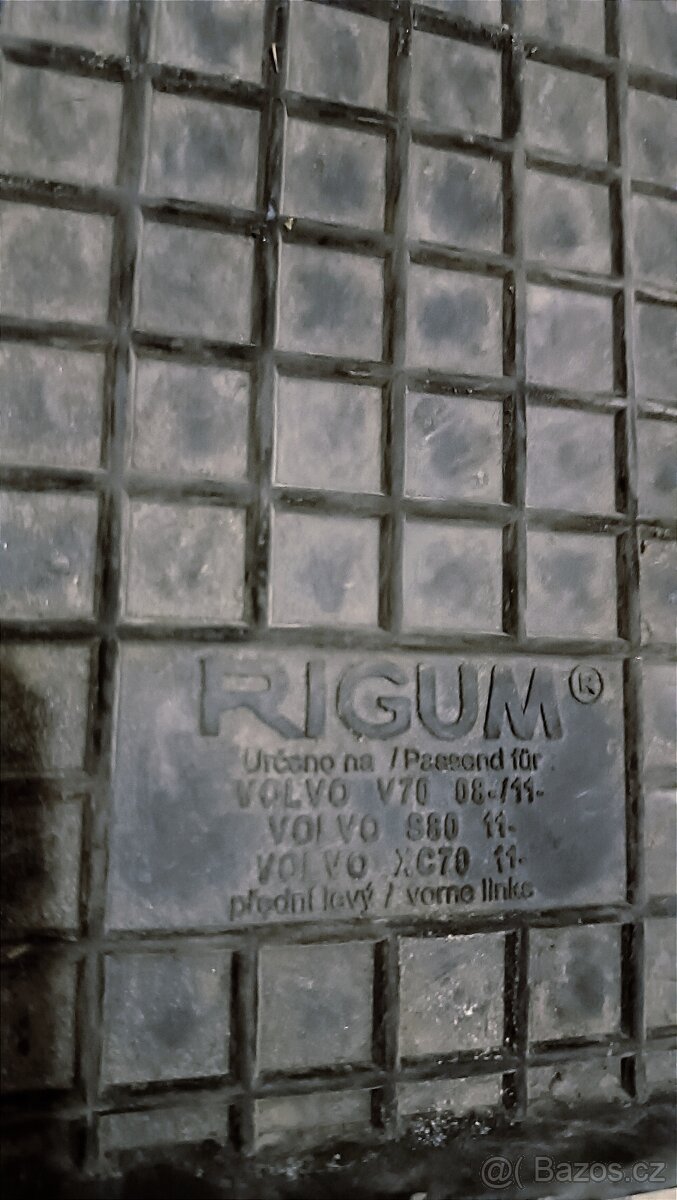 RIGUM®
Určeno na / Passend für
VOLVO V70 08-/11-
VOLVO S80 11-
VOLVO XC70 11-
přední levý / vorne links
@( Bazoš.cz